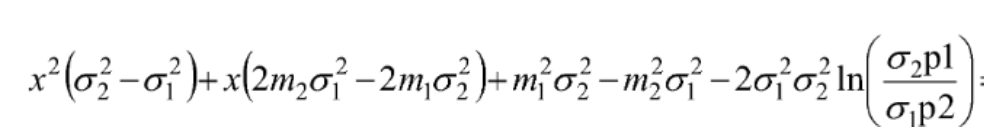 x²(σ₂² − σ₁²) + x(2m₂σ₁² − 2m₁σ₂²) + m₁²σ₂² − m₂²σ₁² − 2σ₁²σ₂² ln(σ₂p1 / σ₁p2) =